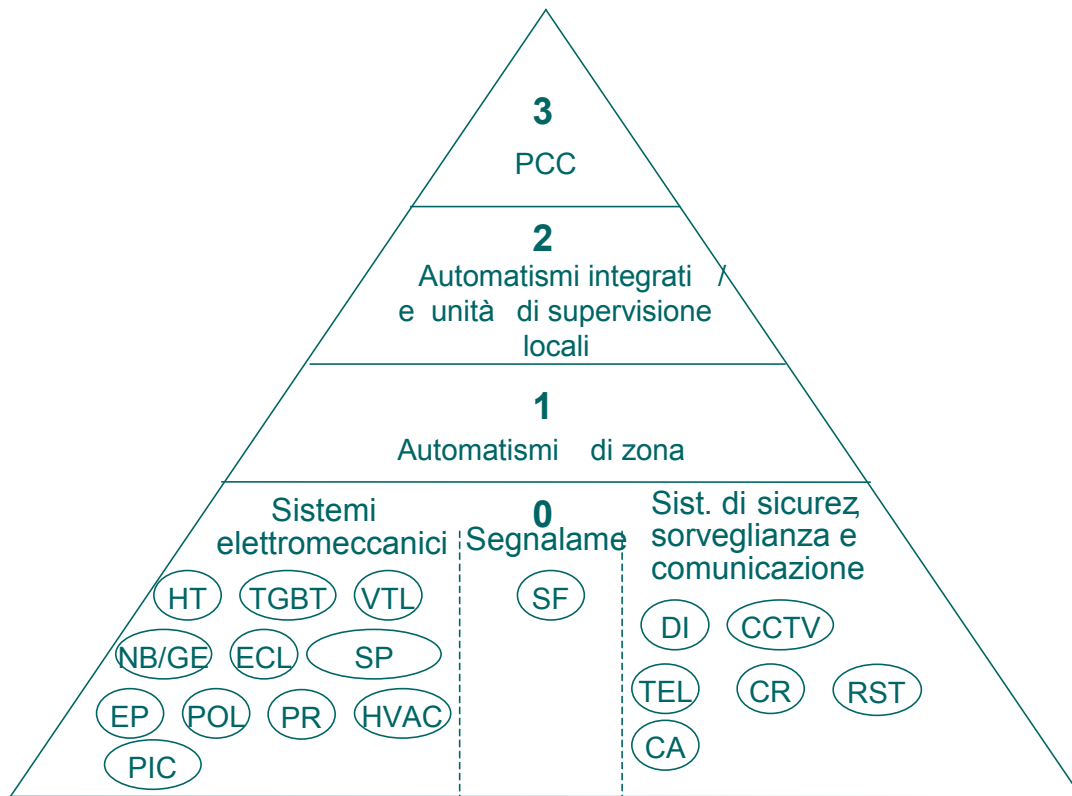 3
PCC
2
Automatismi integrati /
e unità di supervisione
locali
1
Automatismi di zona
0
Sistemi
elettromeccanici
Segnalame
Sist. di sicurez,
sorveglianza e
comunicazione
HT TGBT VTL
NB/GE ECL SP
EP POL PR HVAC
PIC
SF
DI CCTV
TEL CR RST
CA